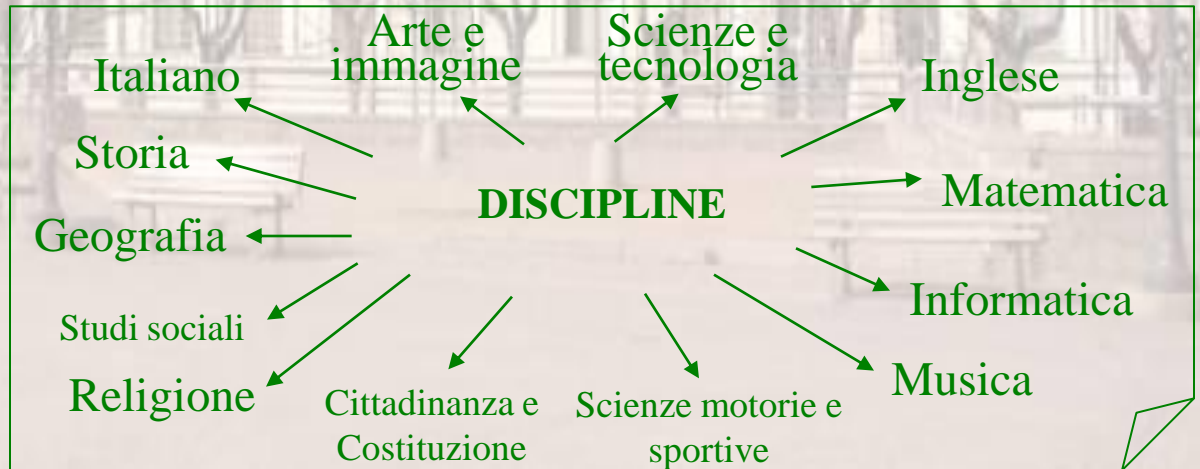 Arte e
immagine
Scienze e
tecnologia
Italiano
Inglese
Storia
Matematica
DISCIPLINE
Geografia
Informatica
Studi sociali
Religione
Musica
Cittadinanza e
Costituzione
Scienze motorie e
sportive